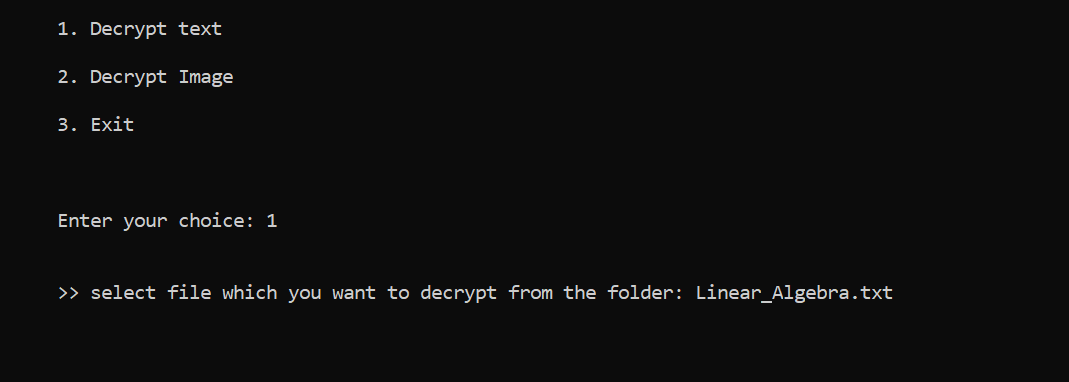 1. Decrypt text
2. Decrypt Image
3. Exit
Enter your choice: 1
>> select file which you want to decrypt from the folder: Linear_Algebra.txt